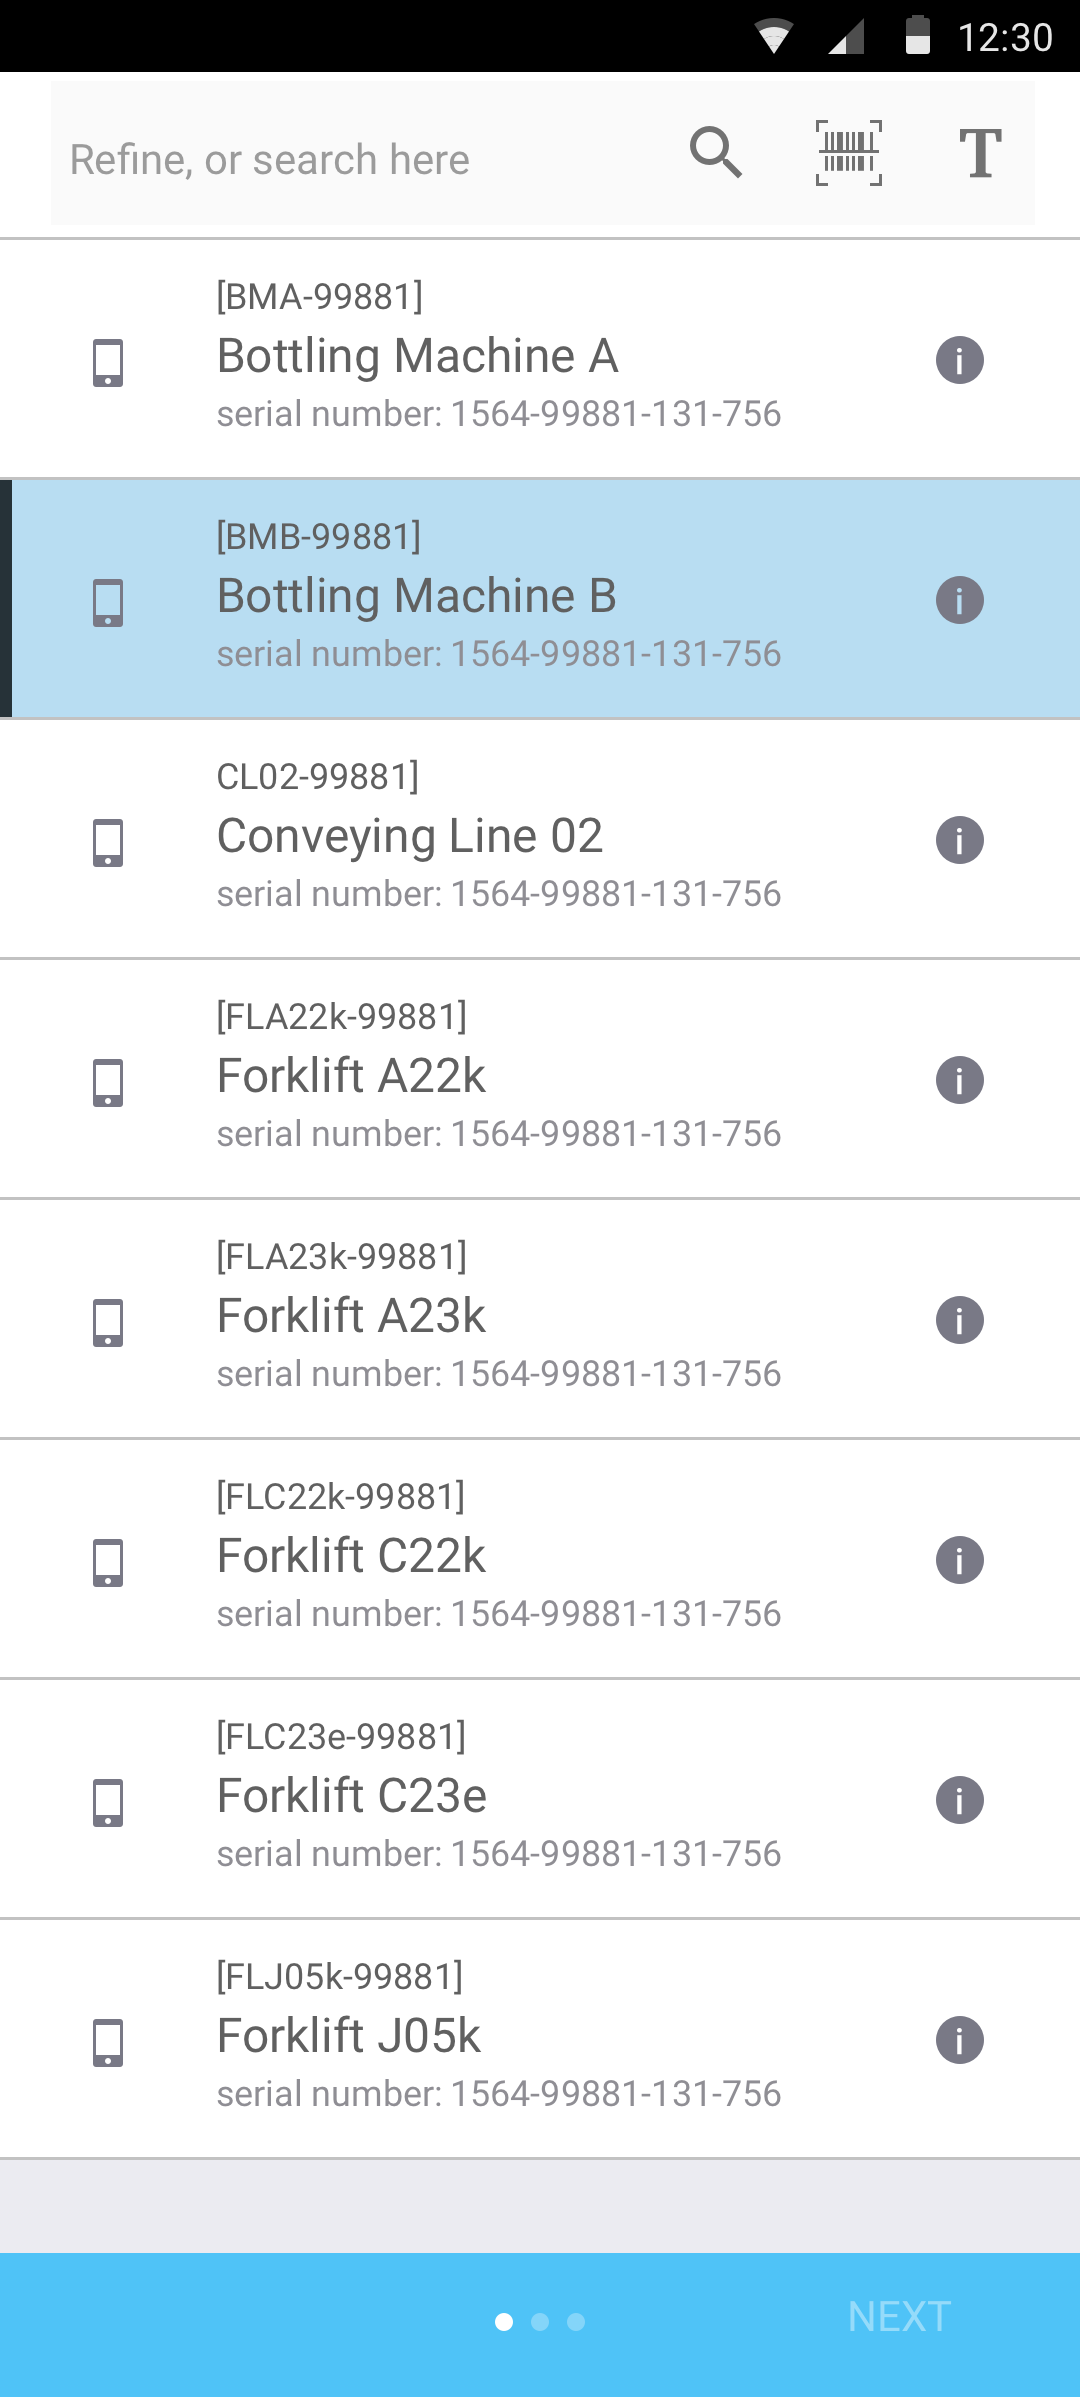 12:30
Refine, or search here
T
[BMA-99881]
Bottling Machine A
serial number: 1564-99881-131-756
[BMB-99881]
Bottling Machine B
serial number: 1564-99881-131-756
CL02-99881]
Conveying Line 02
serial number: 1564-99881-131-756
[FLA22k-99881]
Forklift A22k
serial number: 1564-99881-131-756
[FLA23k-99881]
Forklift A23k
serial number: 1564-99881-131-756
[FLC22k-99881]
Forklift C22k
serial number: 1564-99881-131-756
[FLC23e-99881]
Forklift C23e
serial number: 1564-99881-131-756
[FLJ05k-99881]
Forklift J05k
serial number: 1564-99881-131-756
NEXT